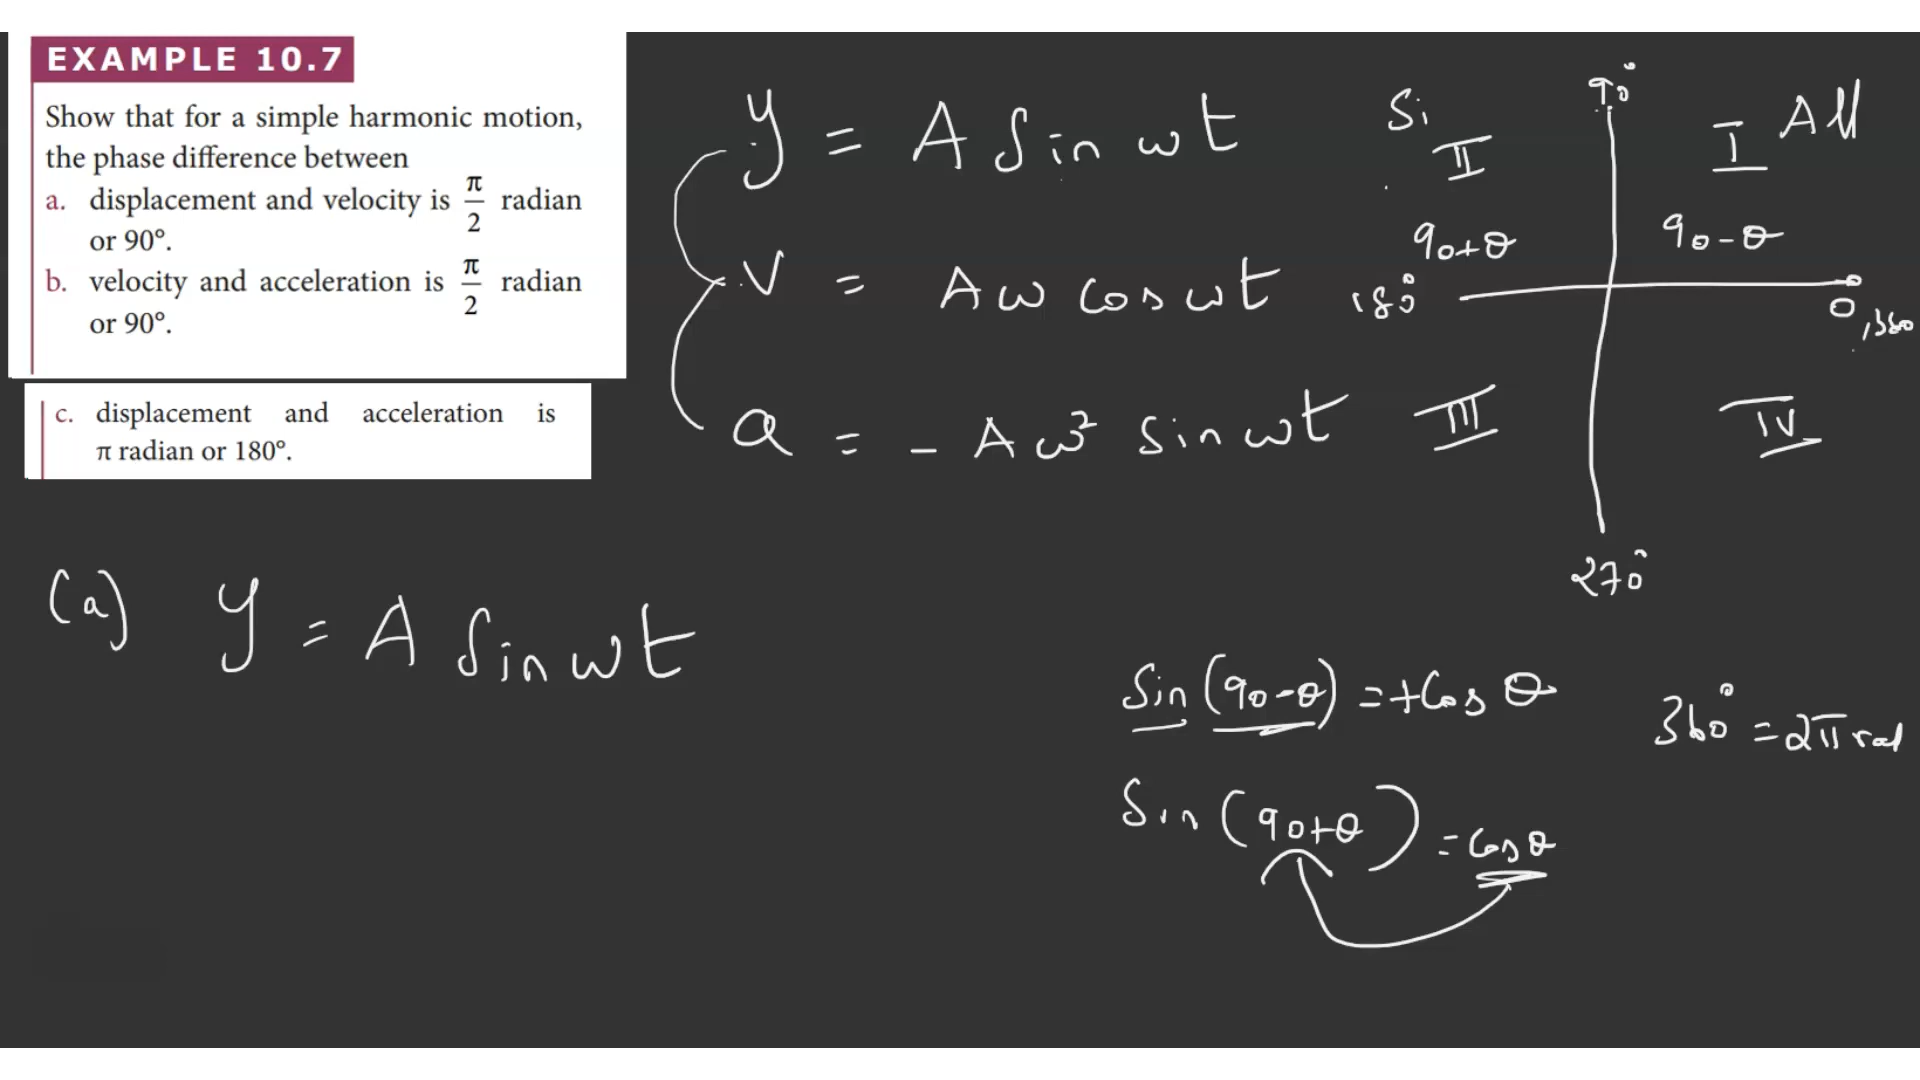 EXAMPLE 10.7
Show that for a simple harmonic motion,
the phase difference between
a. displacement and velocity is π/2 radian
or 90°.
b. velocity and acceleration is π/2 radian
or 90°.
c. displacement and acceleration is
π radian or 180°.
y = A Sin ωt
v = Aω cos ωt
a = - Aω² sin ωt
90°
Si
II
I All
90+θ
90-θ
180°
0, 360
III
IV
270°
(a) y = A Sin ωt
Sin (90-θ) = +Cos θ
360° = 2π rad
Sin (90+θ) = Cos θ